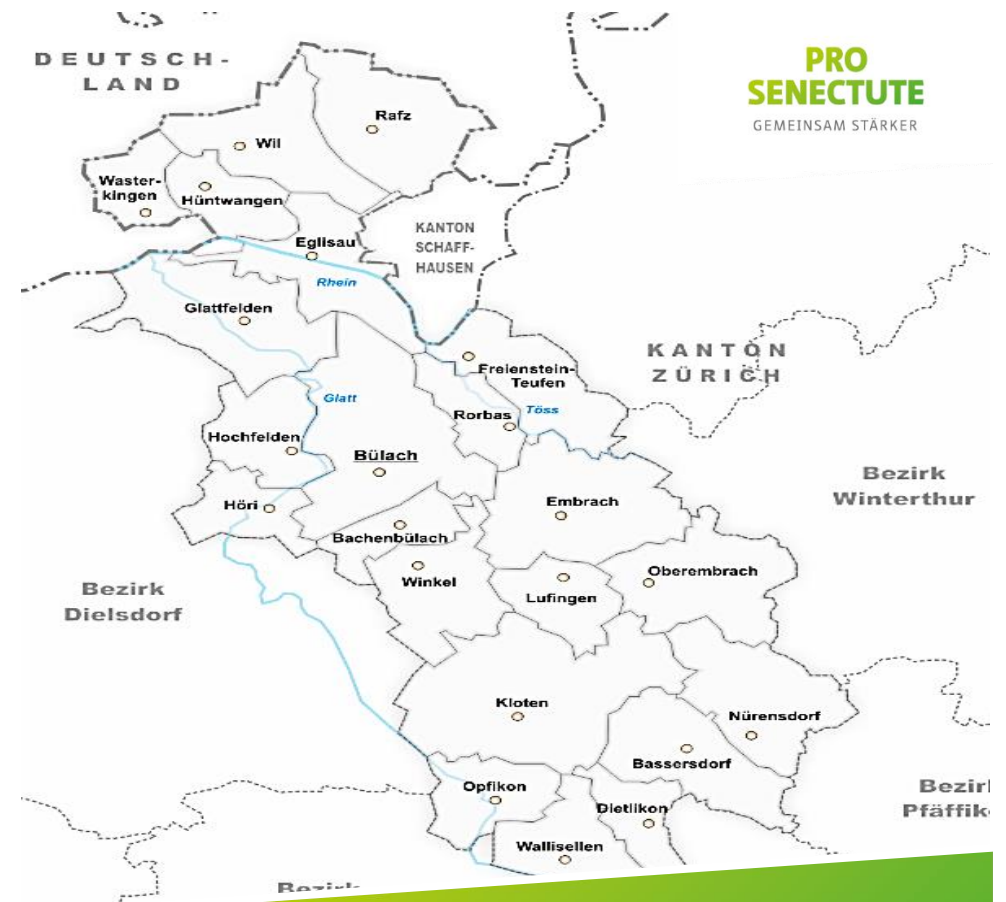 DEUTSCH-
LAND
PRO
SENECTUTE
GEMEINSAM STÄRKER
Rafz
Wil
Waster-
kingen
Hüntwangen
KANTON
SCHAFF-
HAUSEN
Eglisau
Rhein
Glattfelden
KANTON
ZÜRICH
Freienstein-
Teufen
Glatt
Töss
Rorbas
Hochfelden
Bülach
Bezirk
Winterthur
Höri
Embrach
Bachenbülach
Winkel
Oberembrach
Lufingen
Bezirk
Dielsdorf
Kloten
Nürensdorf
Bassersdorf
Opfikon
Dietlikon
Wallisellen